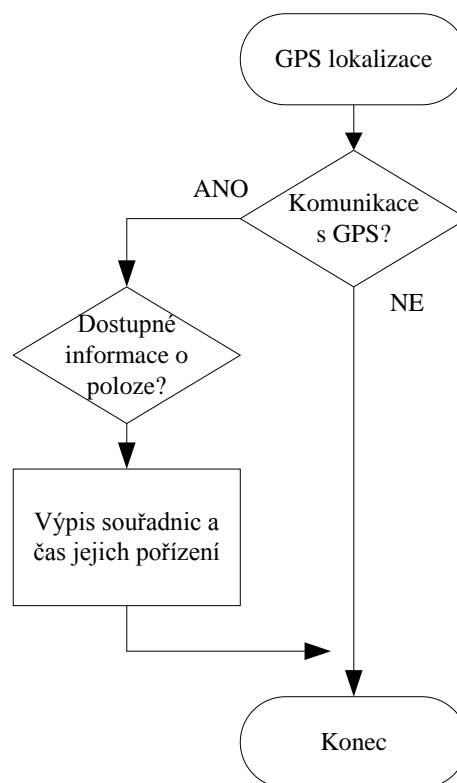 GPS lokalizace
Komunikace
s GPS?
ANO
NE
Dostupné
informace o
poloze?
Výpis souřadnic a
čas jejich pořízení
Konec